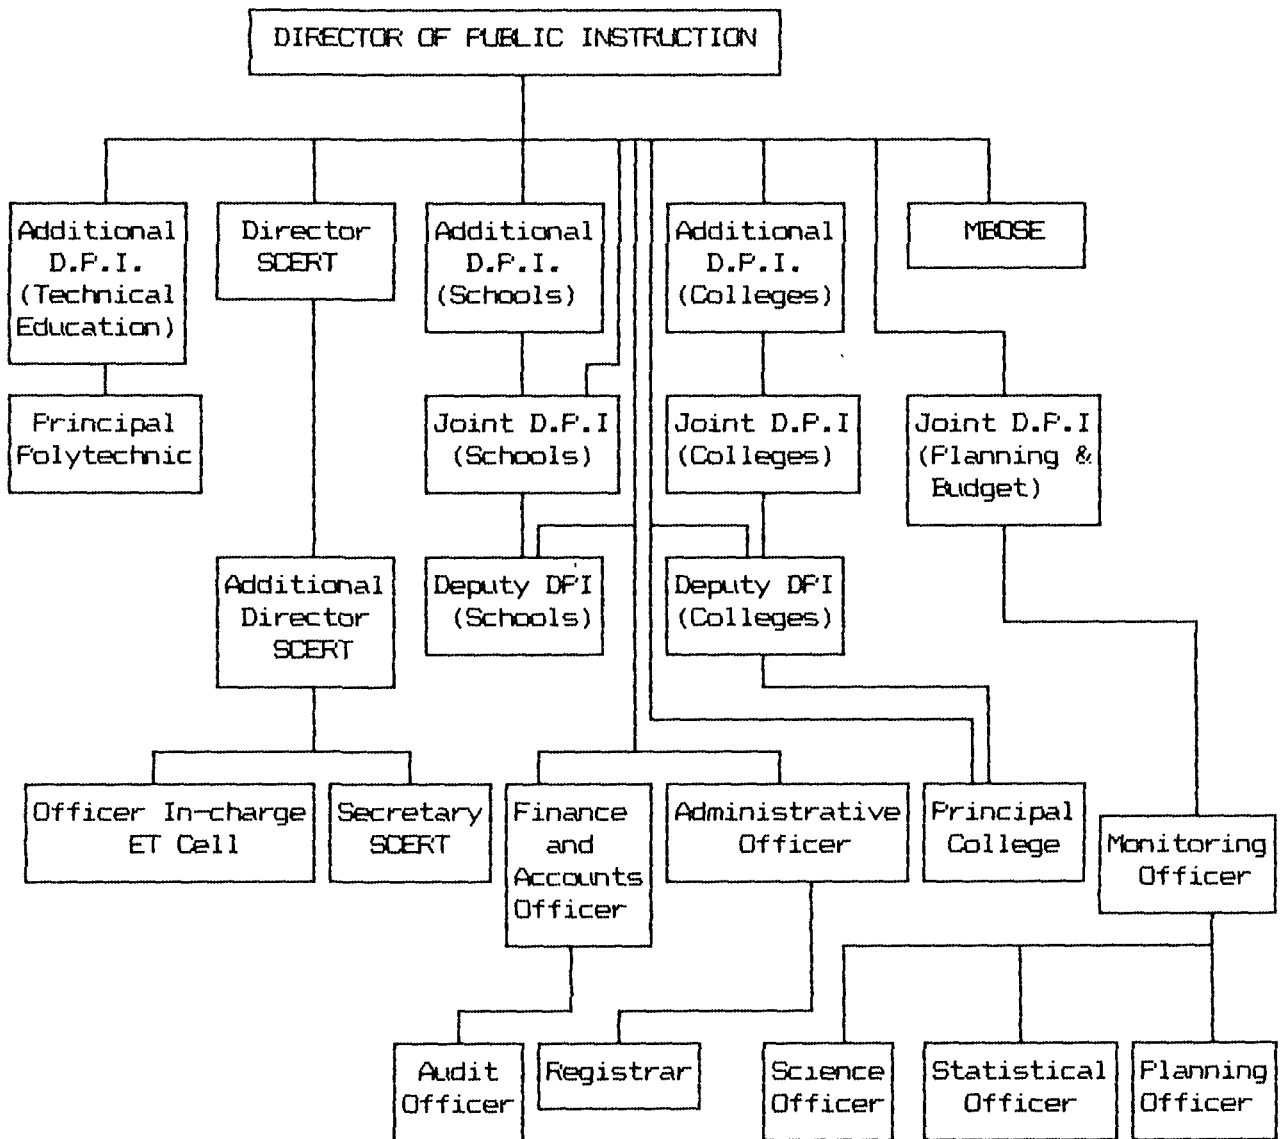 DIRECTOR OF PUBLIC INSTRUCTION
Additional
D.P.I.
(Technical
Education)
Director
SCERT
Additional
D.P.I.
(Schools)
Additional
D.P.I.
(Colleges)
MBOSE
Principal
Polytechnic
Joint D.P.I
(Schools)
Joint D.P.I
(Colleges)
Joint D.P.I
(Planning &
Budget)
Additional
Director
SCERT
Deputy DPI
(Schools)
Deputy DPI
(Colleges)
Officer In-charge
ET Cell
Secretary
SCERT
Finance
and
Accounts
Officer
Administrative
Officer
Principal
College
Monitoring
Officer
Audit
Officer
Registrar
Science
Officer
Statistical
Officer
Planning
Officer